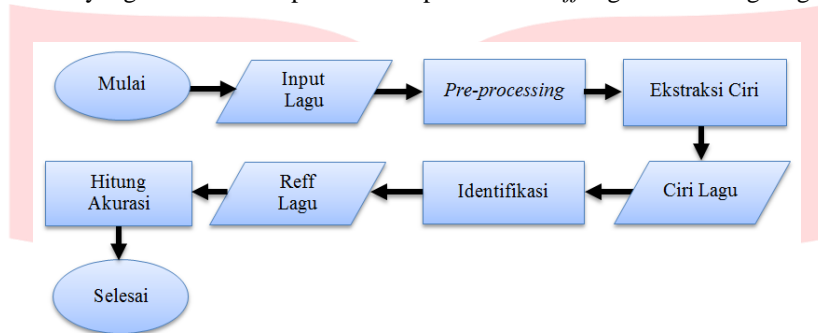 Mulai
Input
Lagu
Pre-processing
Ekstraksi Ciri
Hitung
Akurasi
Reff
Lagu
Identifikasi
Ciri Lagu
Selesai